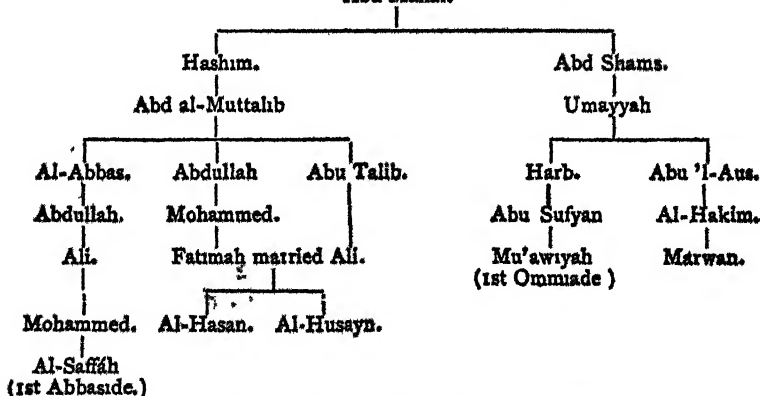 Hashim. Abd Shams.
Abd al-Muttalib Umayyah
Al-Abbas. Abdullah Abu Talib. Harb. Abu 'l-Aus.
Abdullah. Mohammed. Abu Sufyan Al-Hakim.
Ali. Fatimah married Ali. Mu'awiyah Marwan.
(1st Ommiade)
Mohammed. Al-Hasan. Al-Husayn.
Al-Saffáh
(1st Abbaside.)